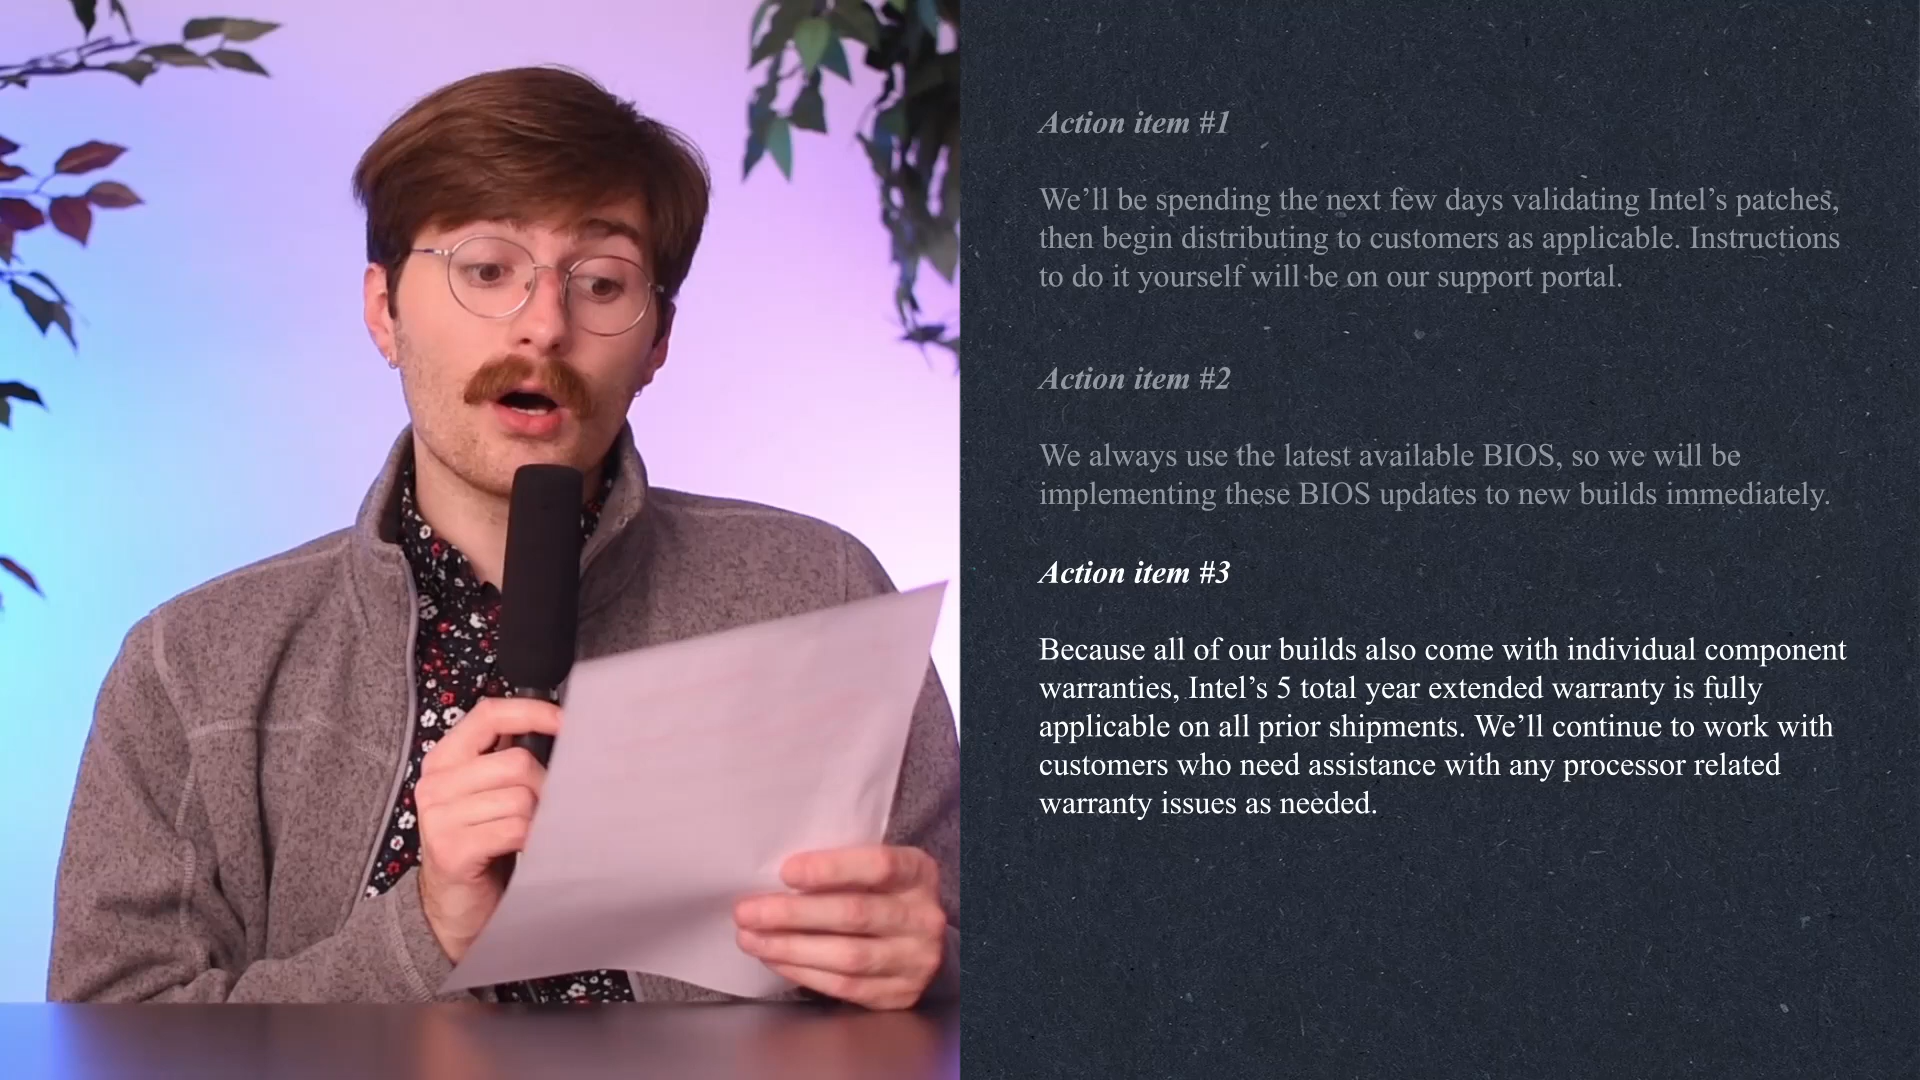 Action item #1
We’ll be spending the next few days validating Intel’s patches,
then begin distributing to customers as applicable. Instructions
to do it yourself will be on our support portal.
Action item #2
We always use the latest available BIOS, so we will be
implementing these BIOS updates to new builds immediately.
Action item #3
Because all of our builds also come with individual component
warranties, Intel’s 5 total year extended warranty is fully
applicable on all prior shipments. We’ll continue to work with
customers who need assistance with any processor related
warranty issues as needed.